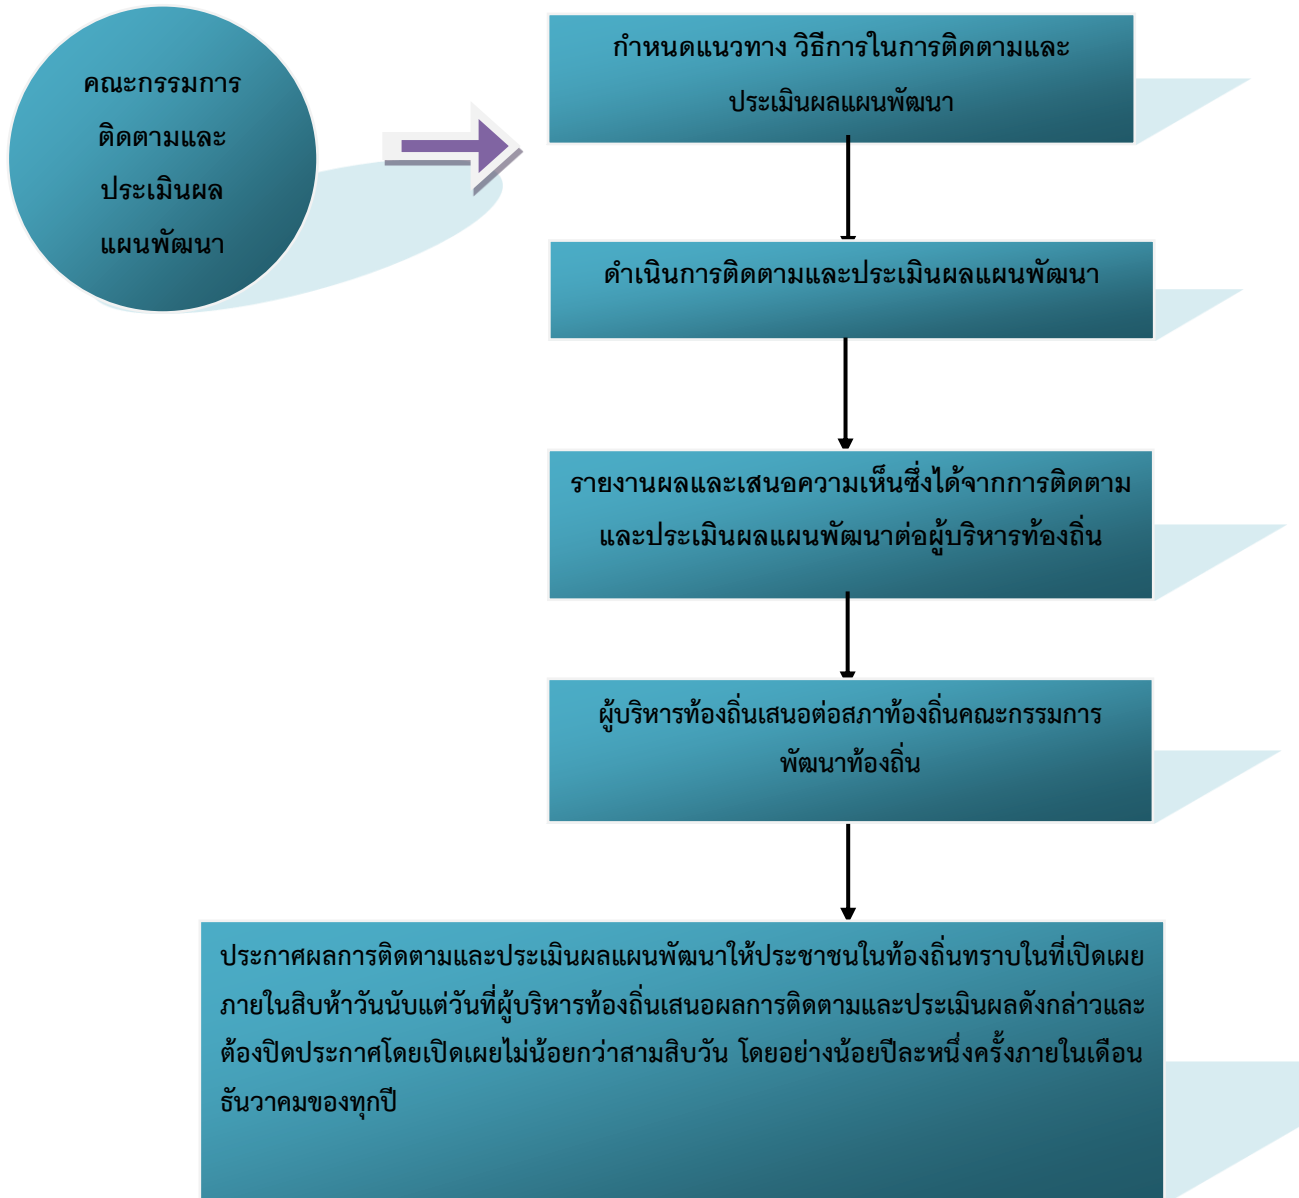 คณะกรรมการ
ติดตามและ
ประเมินผล
แผนพัฒนา
กำหนดแนวทาง วิธีการในการติดตามและ
ประเมินผลแผนพัฒนา
ดำเนินการติดตามและประเมินผลแผนพัฒนา
รายงานผลและเสนอความเห็นซึ่งได้จากการติดตาม
และประเมินผลแผนพัฒนาต่อผู้บริหารท้องถิ่น
ผู้บริหารท้องถิ่นเสนอต่อสภาท้องถิ่นคณะกรรมการ
พัฒนาท้องถิ่น
ประกาศผลการติดตามและประเมินผลแผนพัฒนาให้ประชาชนในท้องถิ่นทราบในที่เปิดเผย
ภายในสิบห้าวันนับแต่วันที่ผู้บริหารท้องถิ่นเสนอผลการติดตามและประเมินผลดังกล่าวและ
ต้องปิดประกาศโดยเปิดเผยไม่น้อยกว่าสามสิบวัน โดยอย่างน้อยปีละหนึ่งครั้งภายในเดือน
ธันวาคมของทุกปี